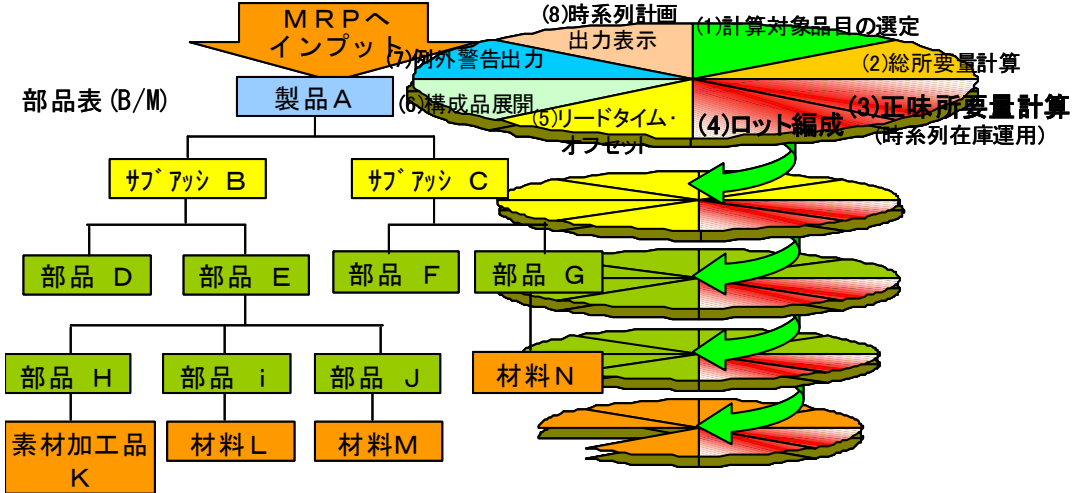 MRPへ
インプット
部品表(B/M)
製品A
(8)時系列計画
出力表示
(1)計算対象品目の選定
(7)例外警告出力
(2)総所要量計算
(6)構成品展開
(5)リードタイム・
オフセット
(4)ロット編成
(3)正味所要量計算
(時系列在庫運用)
サブアッシ B
サブアッシ C
部品 D
部品 E
部品 F
部品 G
部品 H
部品 i
部品 J
材料N
素材加工品
K
材料L
材料M